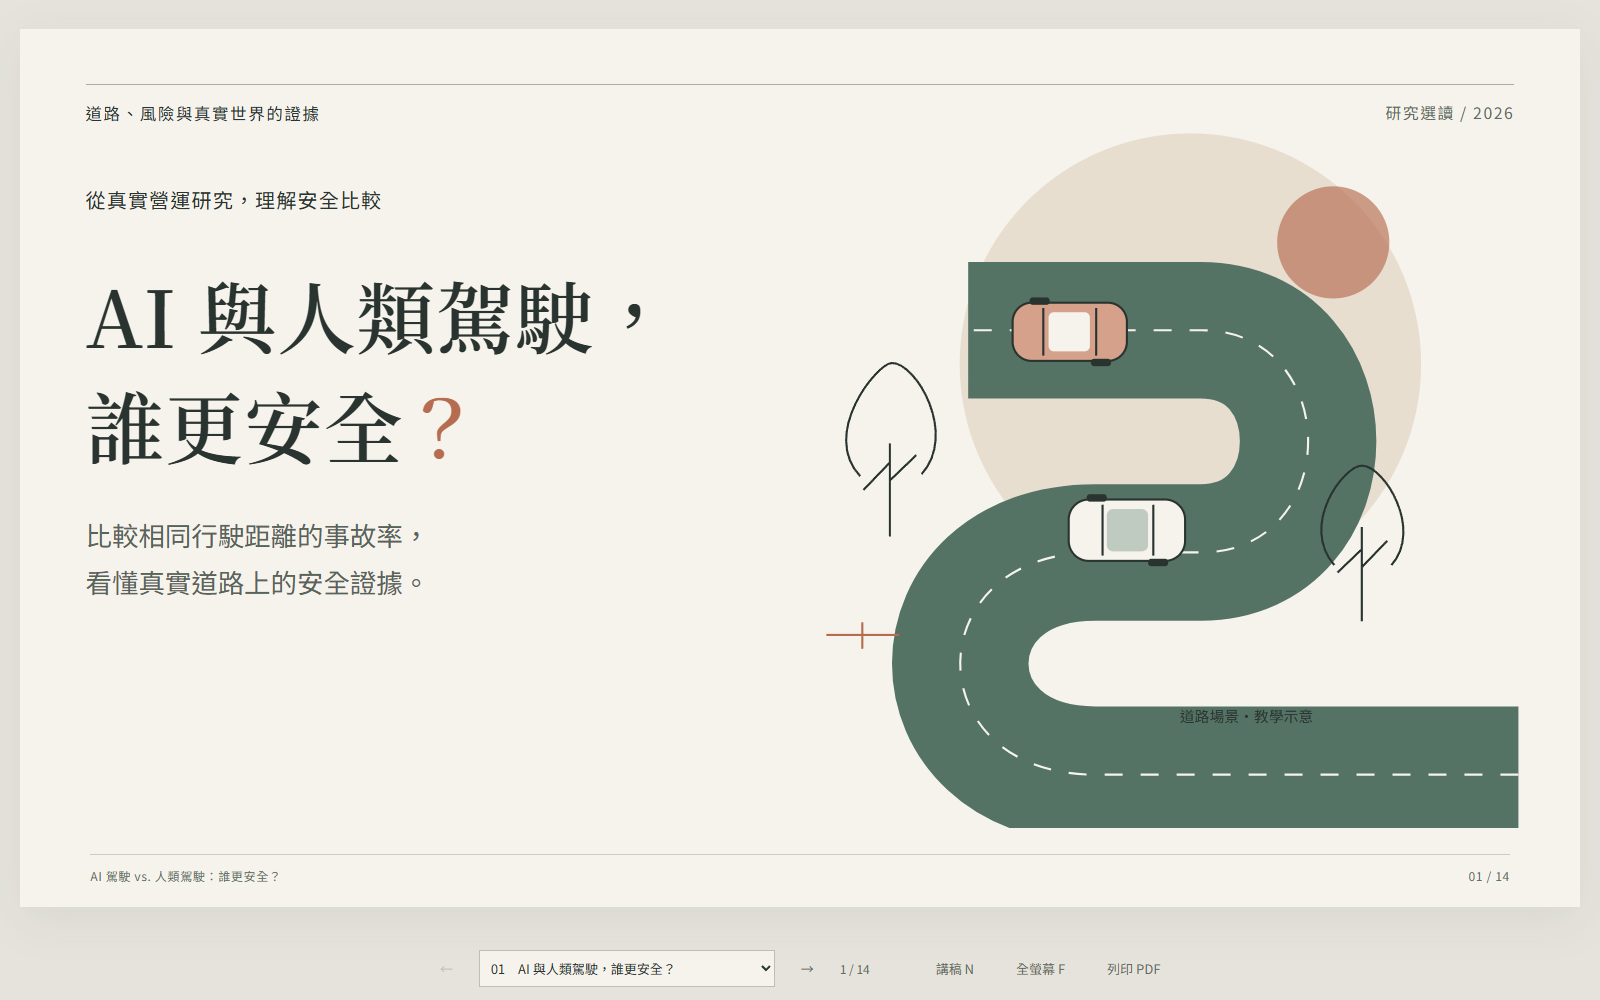 道路、風險與真實世界的證據
研究選讀 / 2026
從真實營運研究，理解安全比較
AI 與人類駕駛，
誰更安全？
比較相同行駛距離的事故率，
看懂真實道路上的安全證據。
道路場景・教學示意
AI 駕駛 vs. 人類駕駛：誰更安全？
01 / 14
← 01 AI 與人類駕駛，誰更安全？ → 1 / 14 講稿 N 全螢幕 F 列印 PDF